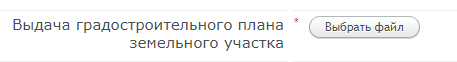 Выдача градостроительного плана * Выбрать файл
земельного участка